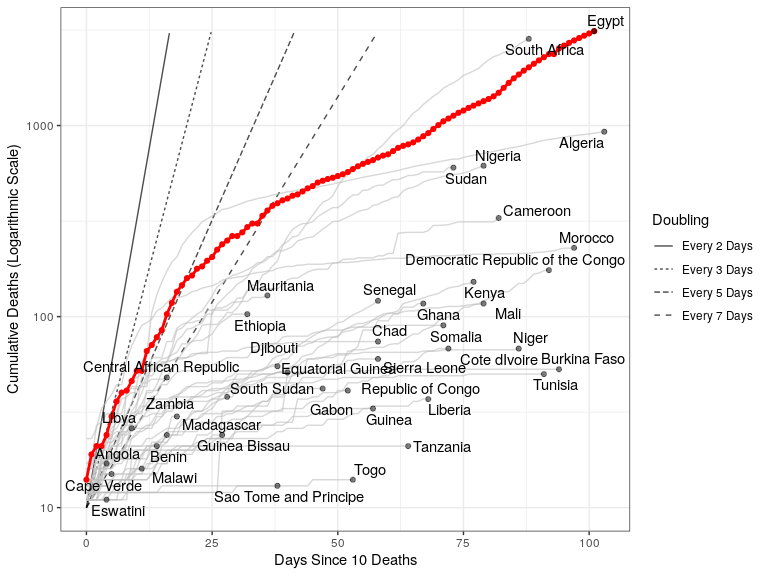 Egypt
South Africa
1000
Algeria
Nigeria
Sudan
Cameroon
Morocco
Democratic Republic of the Congo
Mauritania
Senegal
Kenya
100
Ethiopia
Ghana
Mali
Djibouti
Chad
Somalia
Niger
Central African Republic
Equatorial Guinea
Sierra Leone
Cote dIvoire
Burkina Faso
South Sudan
Republic of Congo
Tunisia
Zambia
Gabon
Liberia
Libya
Madagascar
Guinea
Guinea Bissau
Tanzania
Angola
Benin
Malawi
Togo
Cape Verde
Sao Tome and Principe
10
Eswatini
0
25
50
75
100
Days Since 10 Deaths
Cumulative Deaths (Logarithmic Scale)
Doubling
Every 2 Days
Every 3 Days
Every 5 Days
Every 7 Days